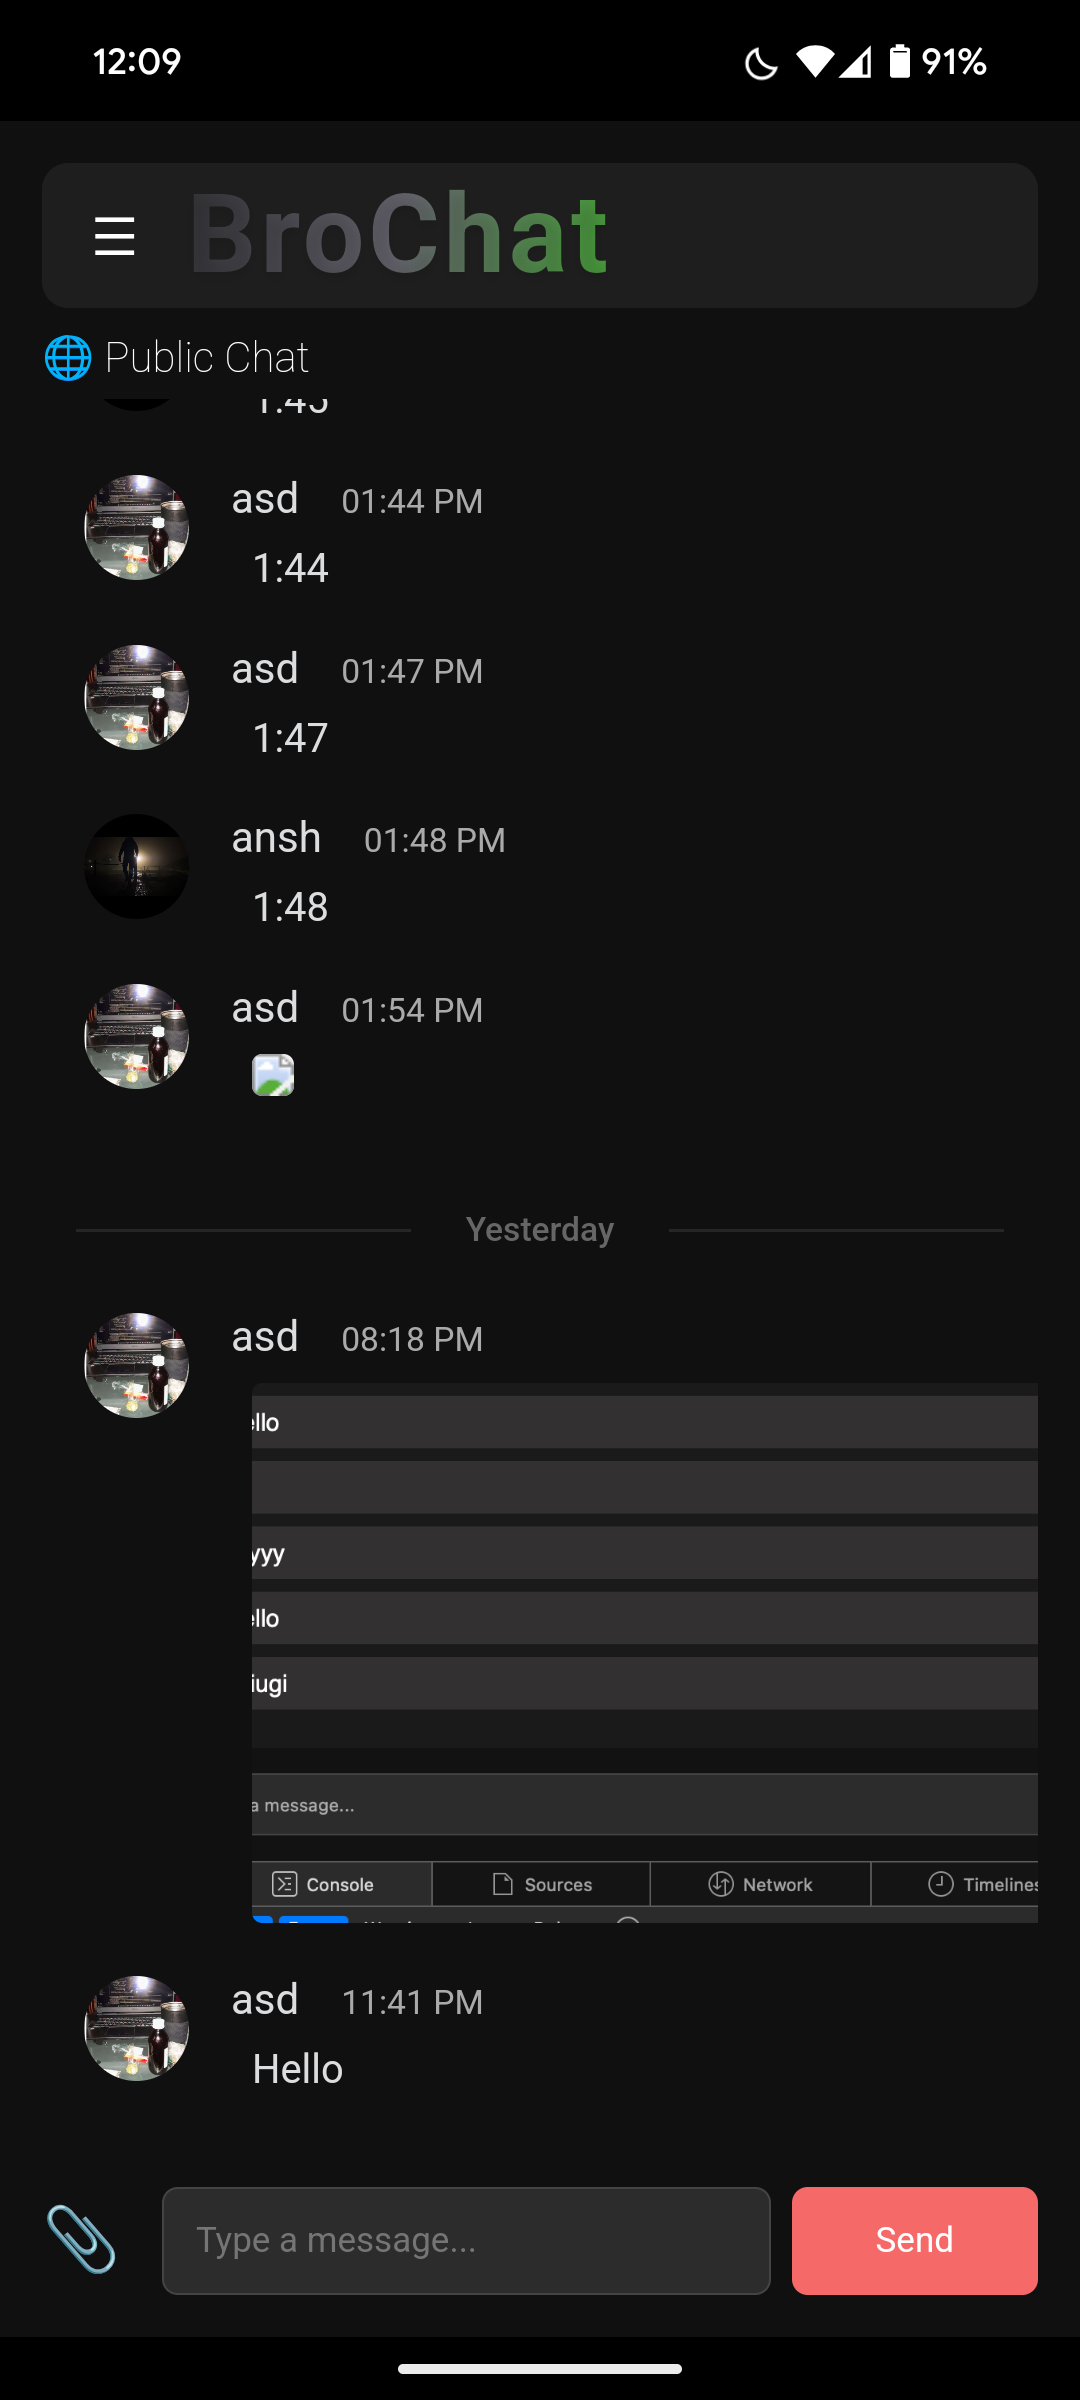 12:09
91%
BroChat
Public Chat
asd 01:44 PM
1:44
asd 01:47 PM
1:47
ansh 01:48 PM
1:48
asd 01:54 PM
Yesterday
asd 08:18 PM
ello
yyy
ello
iugi
a message...
Console Sources Network Timelines
asd 11:41 PM
Hello
Type a message...
Send